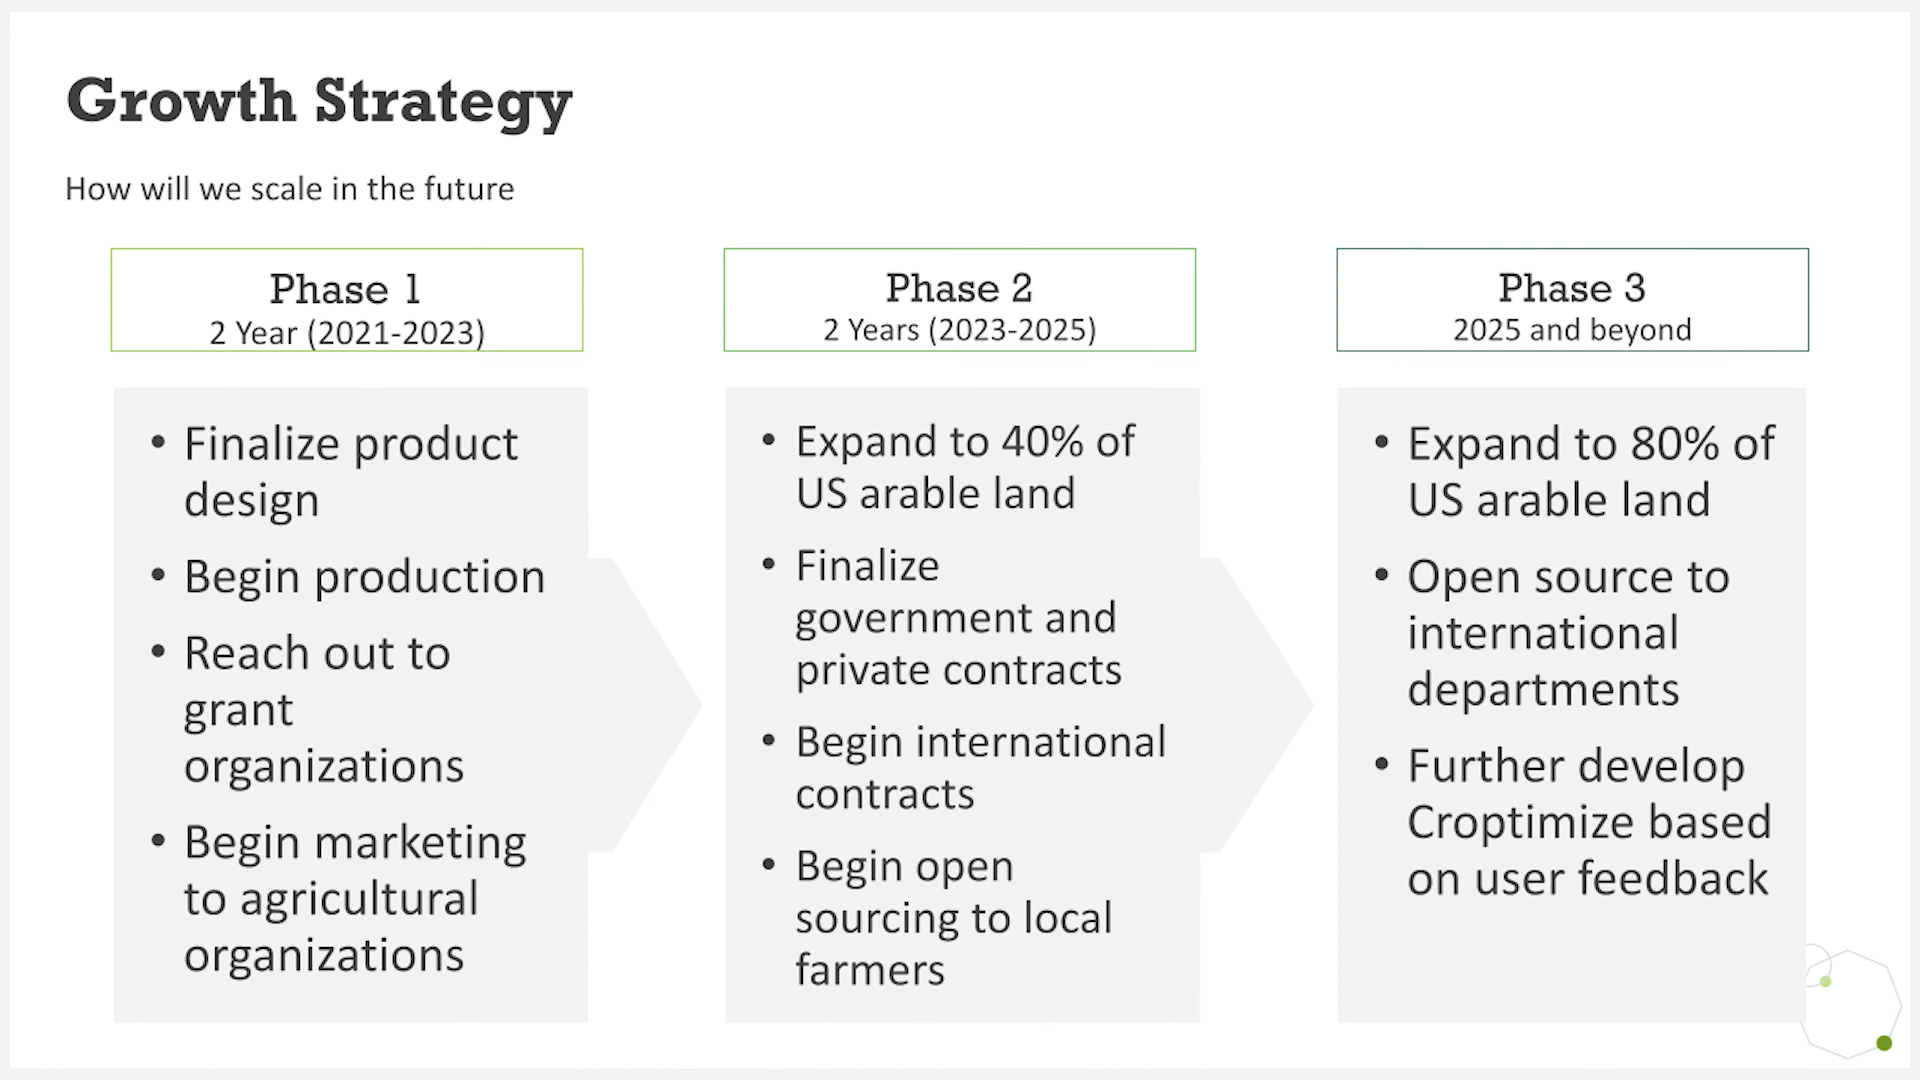 Growth Strategy
How will we scale in the future
Phase 1
2 Year (2021-2023)
• Finalize product
design
• Begin production
• Reach out to
grant
organizations
• Begin marketing
to agricultural
organizations
Phase 2
2 Years (2023-2025)
• Expand to 40% of
US arable land
• Finalize
government and
private contracts
• Begin international
contracts
• Begin open
sourcing to local
farmers
Phase 3
2025 and beyond
• Expand to 80% of
US arable land
• Open source to
international
departments
• Further develop
Croptimize based
on user feedback